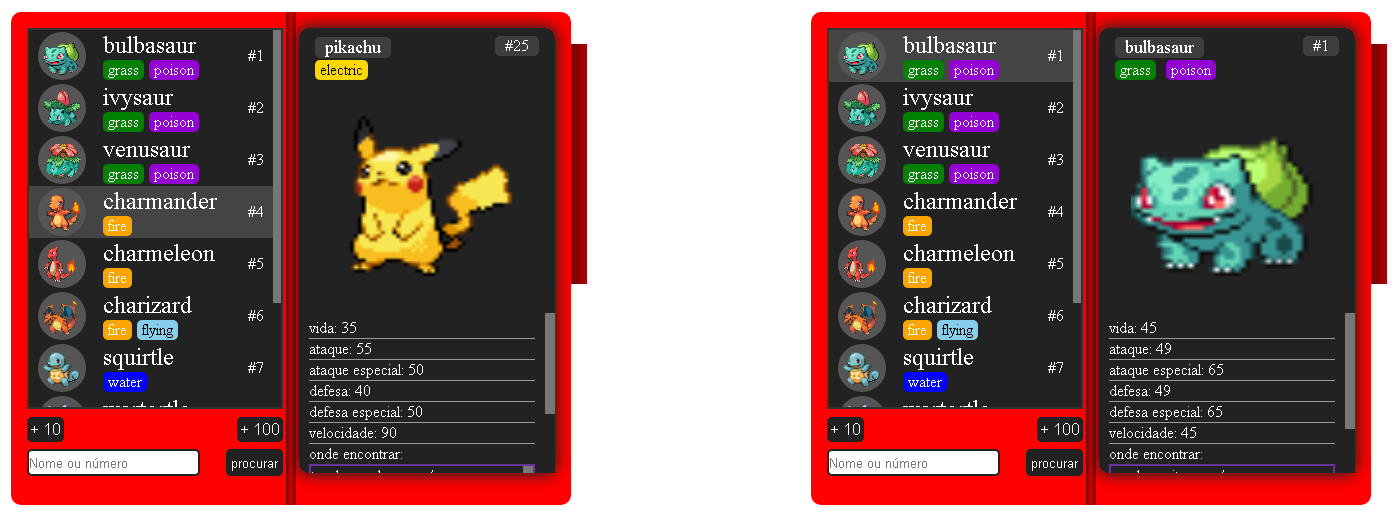 bulbasaur
grass poison
#1
ivysaur
grass poison
#2
venusaur
grass poison
#3
charmander
fire
#4
charmeleon
fire
#5
charizard
fire flying
#6
squirtle
water
#7
+ 10
+ 100
Nome ou número
procurar
pikachu
#25
electric
vida: 35
ataque: 55
ataque especial: 50
defesa: 40
defesa especial: 50
velocidade: 90
onde encontrar:
bulbasaur
grass poison
#1
ivysaur
grass poison
#2
venusaur
grass poison
#3
charmander
fire
#4
charmeleon
fire
#5
charizard
fire flying
#6
squirtle
water
#7
+ 10
+ 100
Nome ou número
procurar
bulbasaur
#1
grass poison
vida: 45
ataque: 49
ataque especial: 65
defesa: 49
defesa especial: 65
velocidade: 45
onde encontrar: